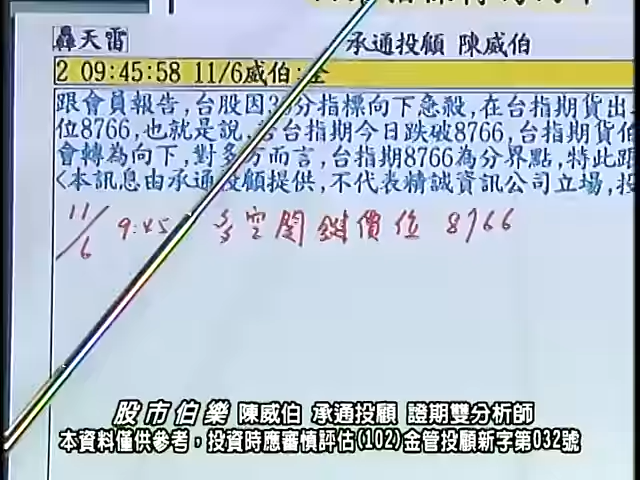 轟天雷
承通投顧 陳威伯
2 09:45:58 11/6威伯:全
跟會員報告,台股因3分指標向下急殺,在台指期貨出
位8766,也就是說,台指期今日跌破8766,台指期貨
會轉為向下,對多方而言,台指期8766為分界點,特此
<本訊息由承通投顧提供,不代表精誠資訊公司立場,投
11/6 9:45 多空關鍵價位 8766
股市伯樂 陳威伯 承通投顧 證期雙分析師
本資料僅供參考,投資時應審慎評估(102)金管投顧新字第032號